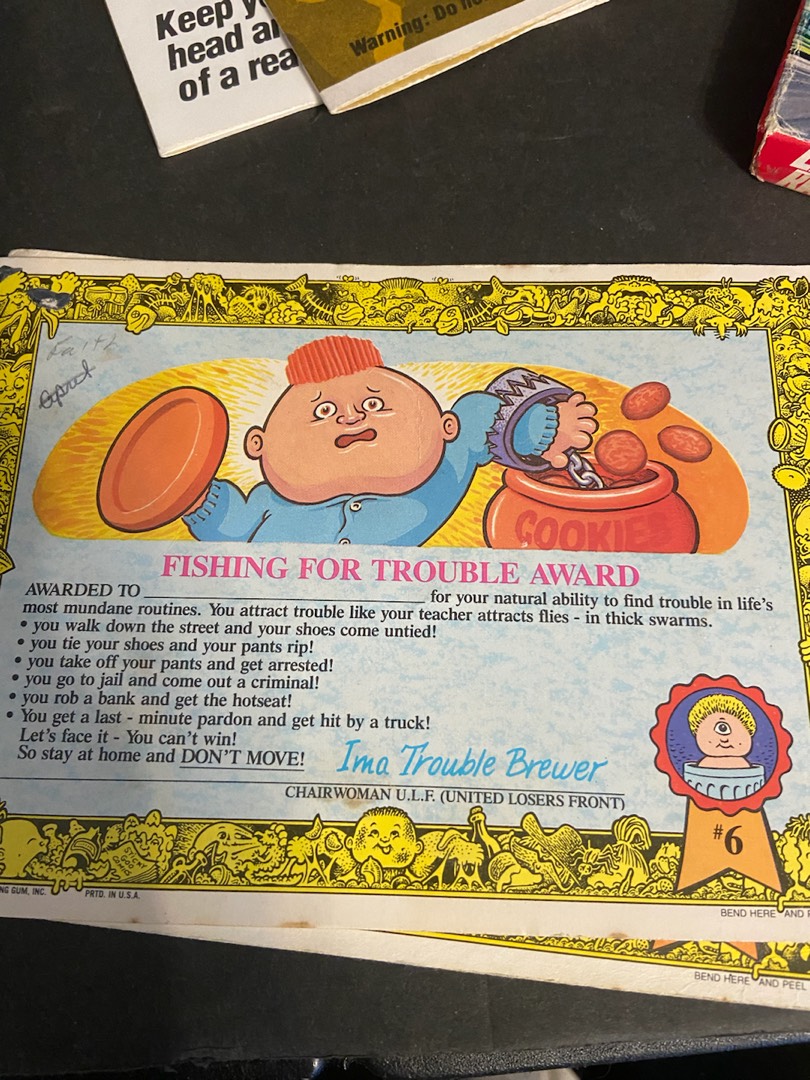 Keep
head
of a
Warning: Do
Faith
COOKIES
FISHING FOR TROUBLE AWARD
AWARDED TO for your natural ability to find trouble in life's
most mundane routines. You attract trouble like your teacher attracts flies - in thick swarms.
• you walk down the street and your shoes come untied!
• you tie your shoes and your pants rip!
• you take off your pants and get arrested!
• you go to jail and come out a criminal!
• you rob a bank and get the hotseat!
• You get a last - minute pardon and get hit by a truck!
Let's face it - You can't win!
So stay at home and DON'T MOVE!
Ima Trouble Brewer
CHAIRWOMAN U.L.F. (UNITED LOSERS FRONT)
#6
NG GUM, INC. PRTD. IN U.S.A.
BEND HERE AND
BEND HERE AND PEEL